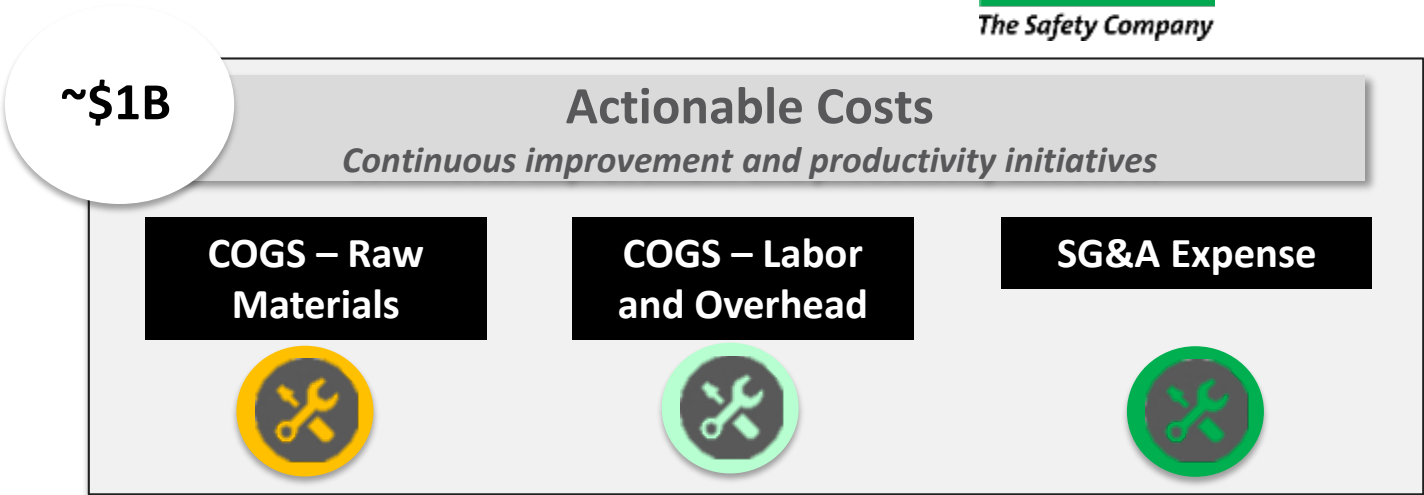 The Safety Company
~$1B
Actionable Costs
Continuous improvement and productivity initiatives
COGS – Raw
Materials
COGS – Labor
and Overhead
SG&A Expense